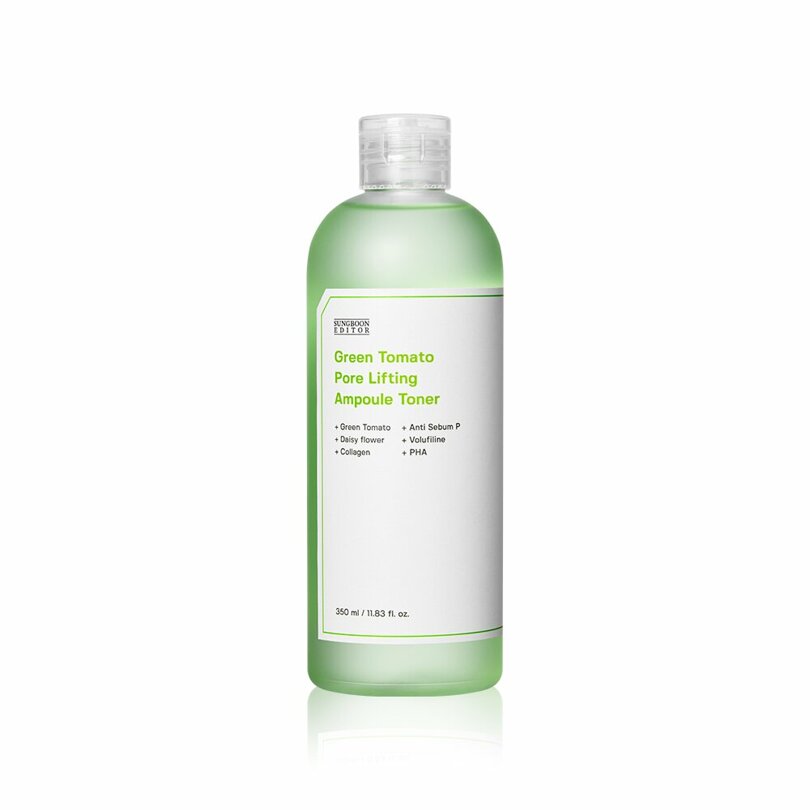 SUNGBOON
EDITOR
Green Tomato
Pore Lifting
Ampoule Toner
+ Green Tomato + Anti Sebum P
+ Daisy flower + Volufiline
+ Collagen + PHA
350 ml / 11.83 fl. oz.